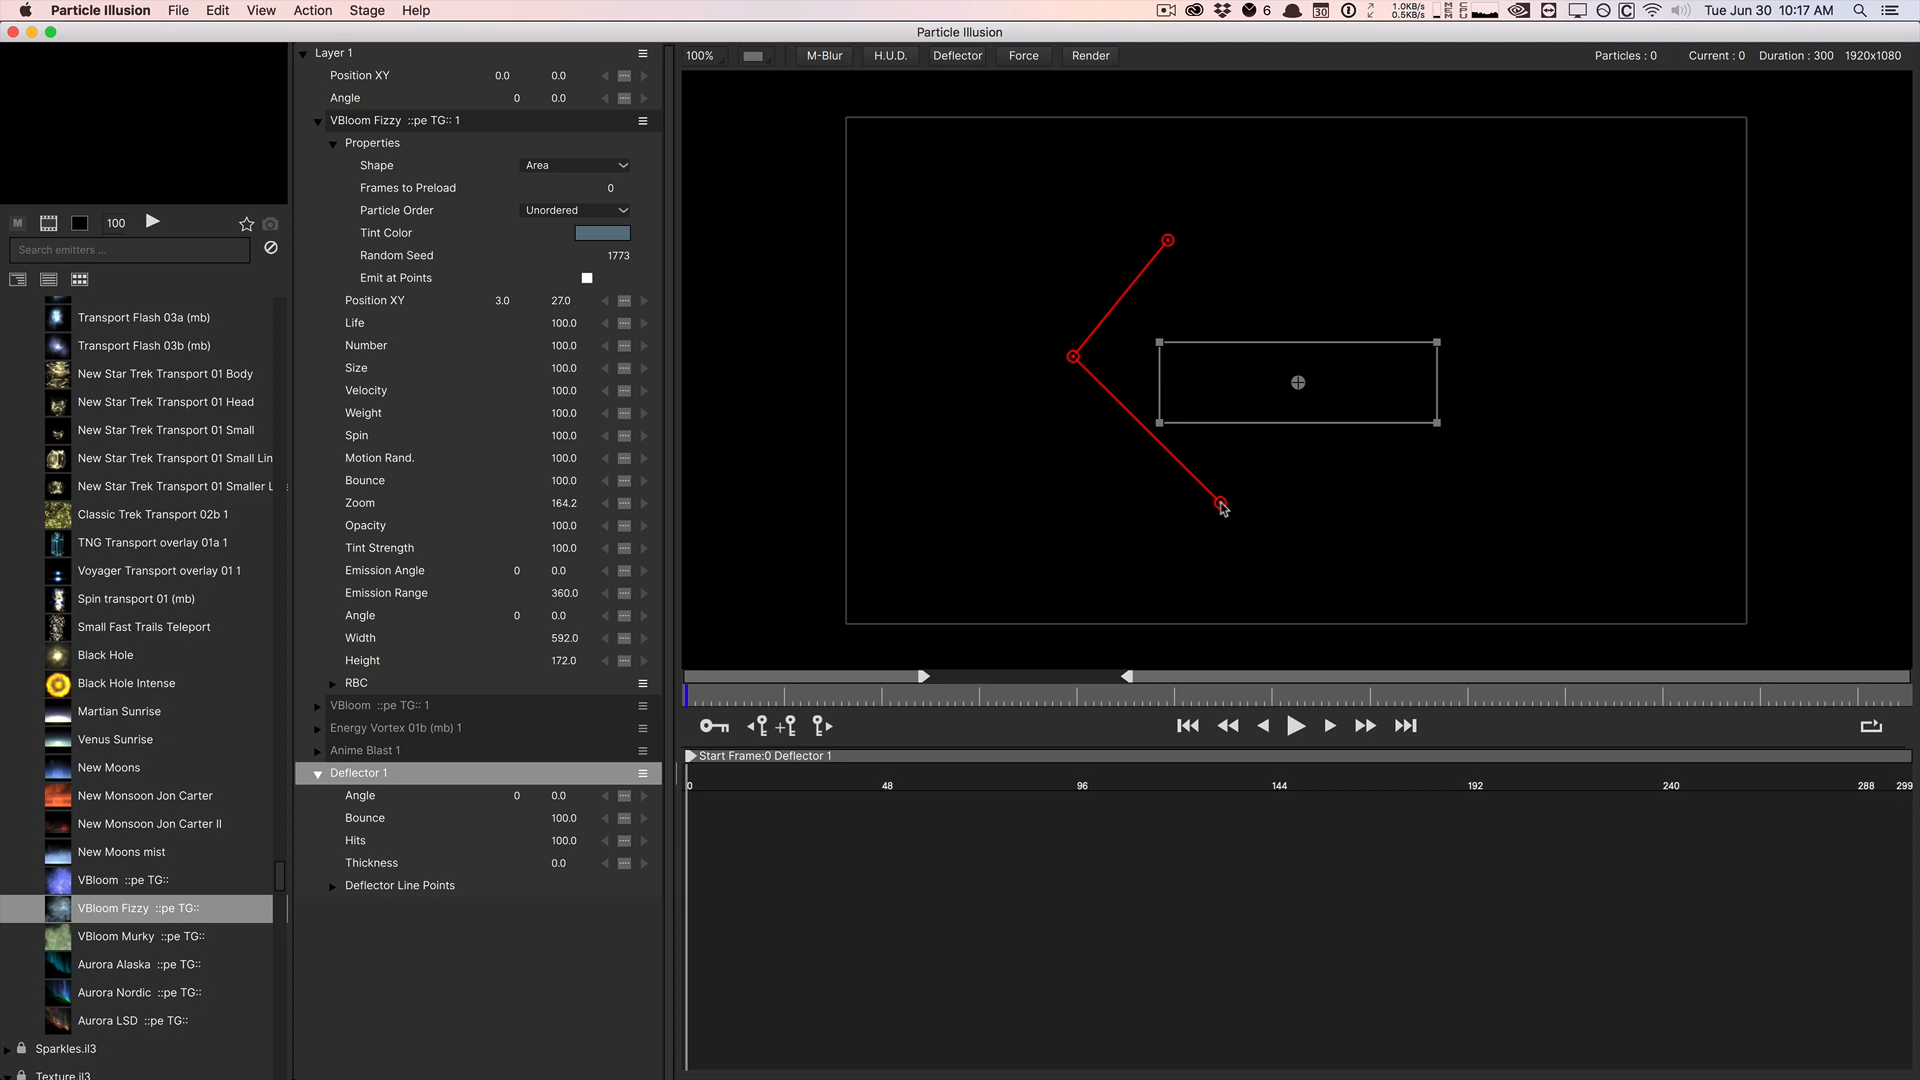 Particle Illusion File Edit View Action Stage Help
6 30 1.0KB/s 0.5KB/s Tue Jun 30 10:17 AM
Particle Illusion
Layer 1
Position XY 0.0 0.0
Angle 0 0.0
VBloom Fizzy ::pe TG:: 1
Properties
Shape Area
Frames to Preload 0
Particle Order Unordered
Tint Color
Random Seed 1773
Emit at Points
Position XY 3.0 27.0
Life 100.0
Number 100.0
Size 100.0
Velocity 100.0
Weight 100.0
Spin 100.0
Motion Rand. 100.0
Bounce 100.0
Zoom 164.2
Opacity 100.0
Tint Strength 100.0
Emission Angle 0 0.0
Emission Range 360.0
Angle 0 0.0
Width 592.0
Height 172.0
RBC
VBloom ::pe TG:: 1
Energy Vortex 01b (mb) 1
Anime Blast 1
Deflector 1
Angle 0 0.0
Bounce 100.0
Hits 100.0
Thickness 0.0
Deflector Line Points
M 100
Search emitters ...
Transport Flash 03a (mb)
Transport Flash 03b (mb)
New Star Trek Transport 01 Body
New Star Trek Transport 01 Head
New Star Trek Transport 01 Small
New Star Trek Transport 01 Small Lin
New Star Trek Transport 01 Smaller L
Classic Trek Transport 02b 1
TNG Transport overlay 01a 1
Voyager Transport overlay 01 1
Spin transport 01 (mb)
Small Fast Trails Teleport
Black Hole
Black Hole Intense
Martian Sunrise
Venus Sunrise
New Moons
New Monsoon Jon Carter
New Monsoon Jon Carter II
New Moons mist
VBloom ::pe TG::
VBloom Fizzy ::pe TG::
VBloom Murky ::pe TG::
Aurora Alaska ::pe TG::
Aurora Nordic ::pe TG::
Aurora LSD ::pe TG::
Sparkles.il3
Texture.il3
100% M-Blur H.U.D. Deflector Force Render Particles : 0 Current : 0 Duration : 300 1920x1080
Start Frame:0 Deflector 1
0 48 96 144 192 240 288 299